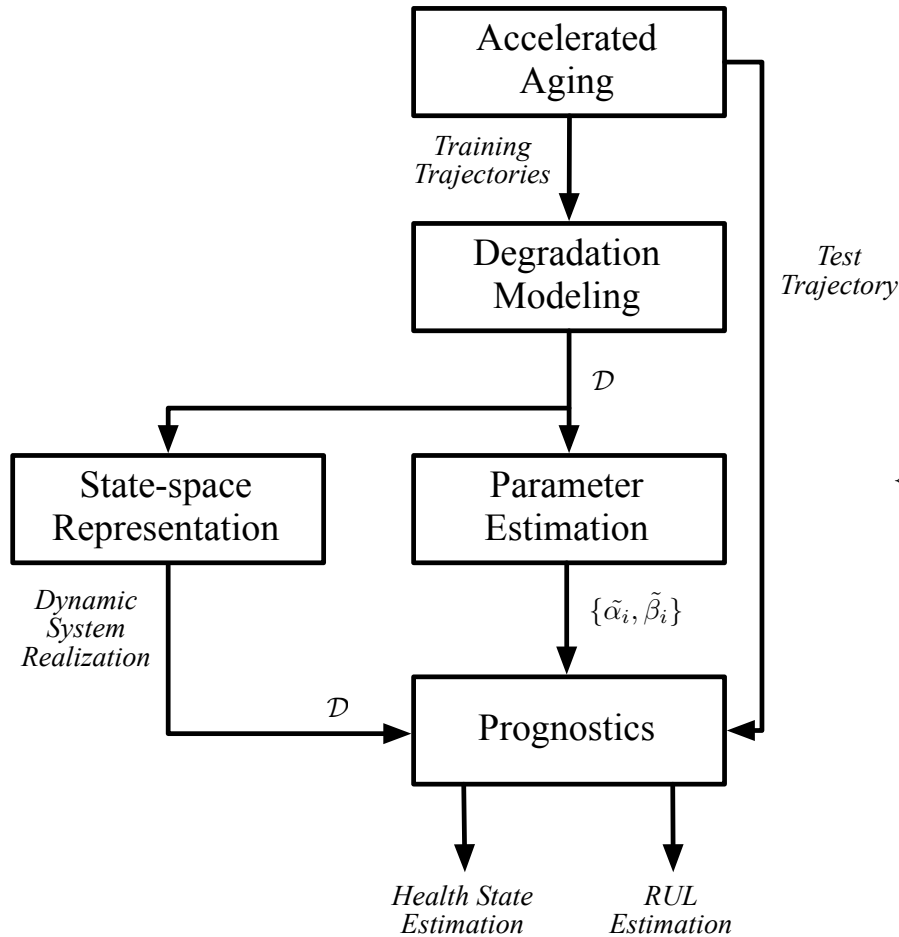 Accelerated
Aging
Training
Trajectories
Degradation
Modeling
Test
Trajectory
𝒟
State-space
Representation
Parameter
Estimation
Dynamic
System
Realization
{α̃ᵢ, β̃ᵢ}
𝒟
Prognostics
Health State
Estimation
RUL
Estimation